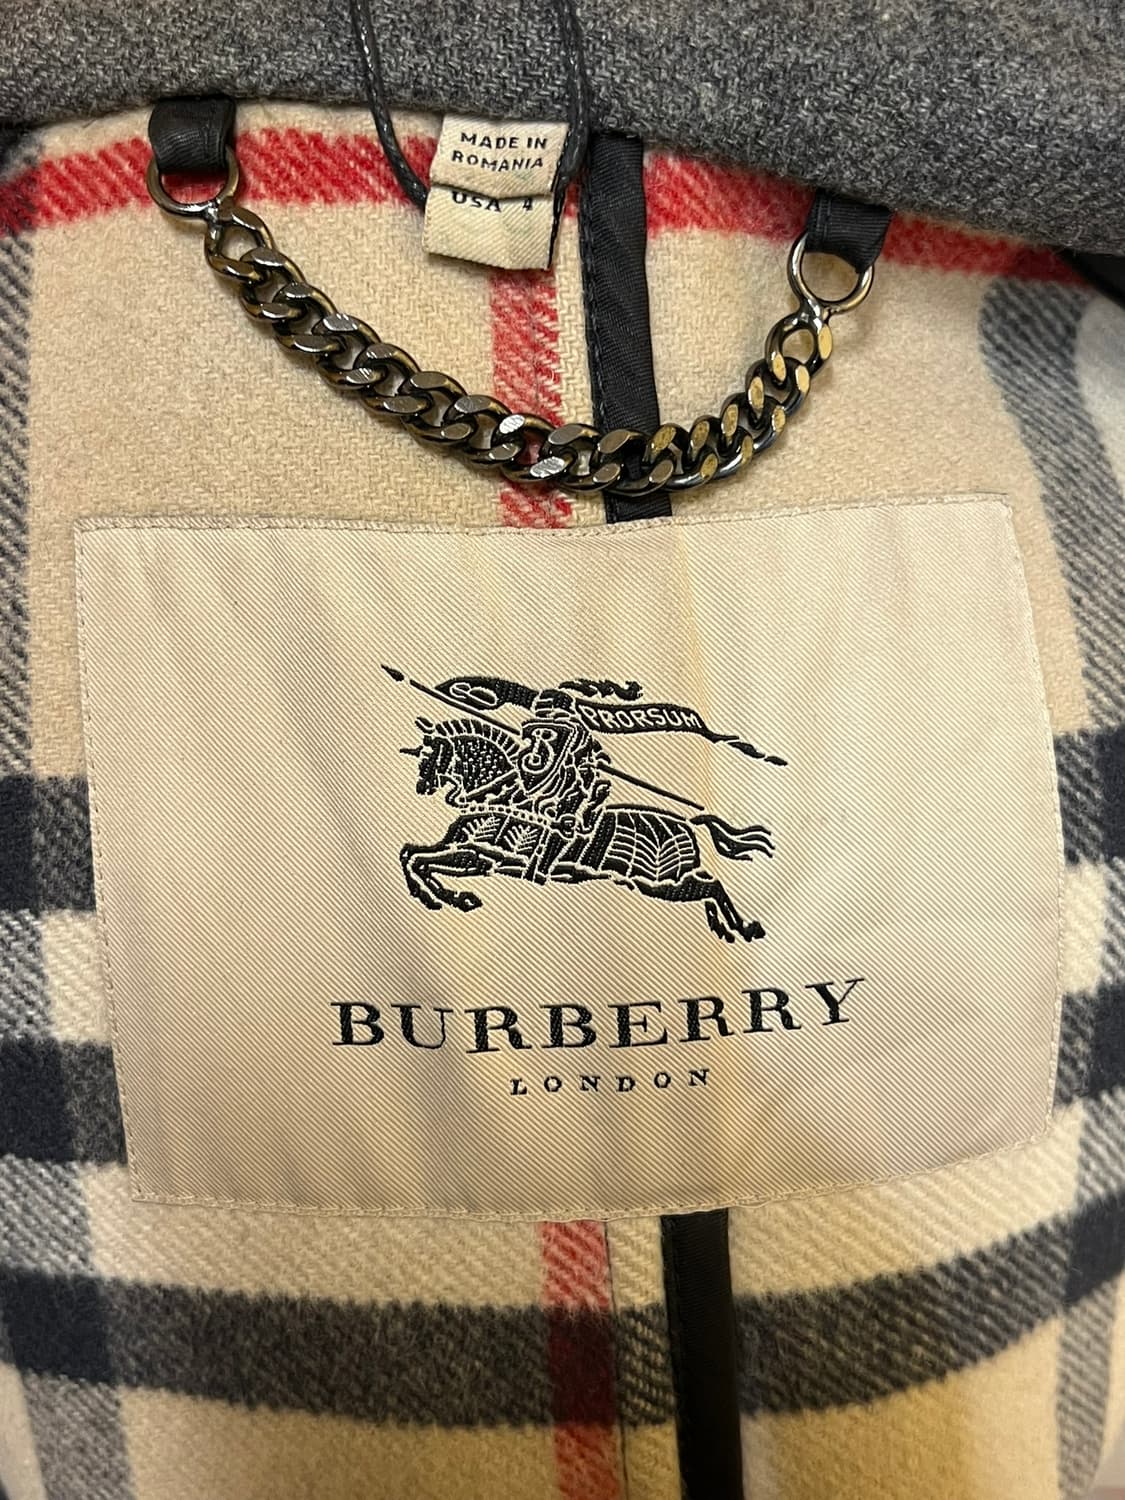 MADE IN
ROMANIA
USA 4
PRORSUM
B
BURBERRY
LONDON